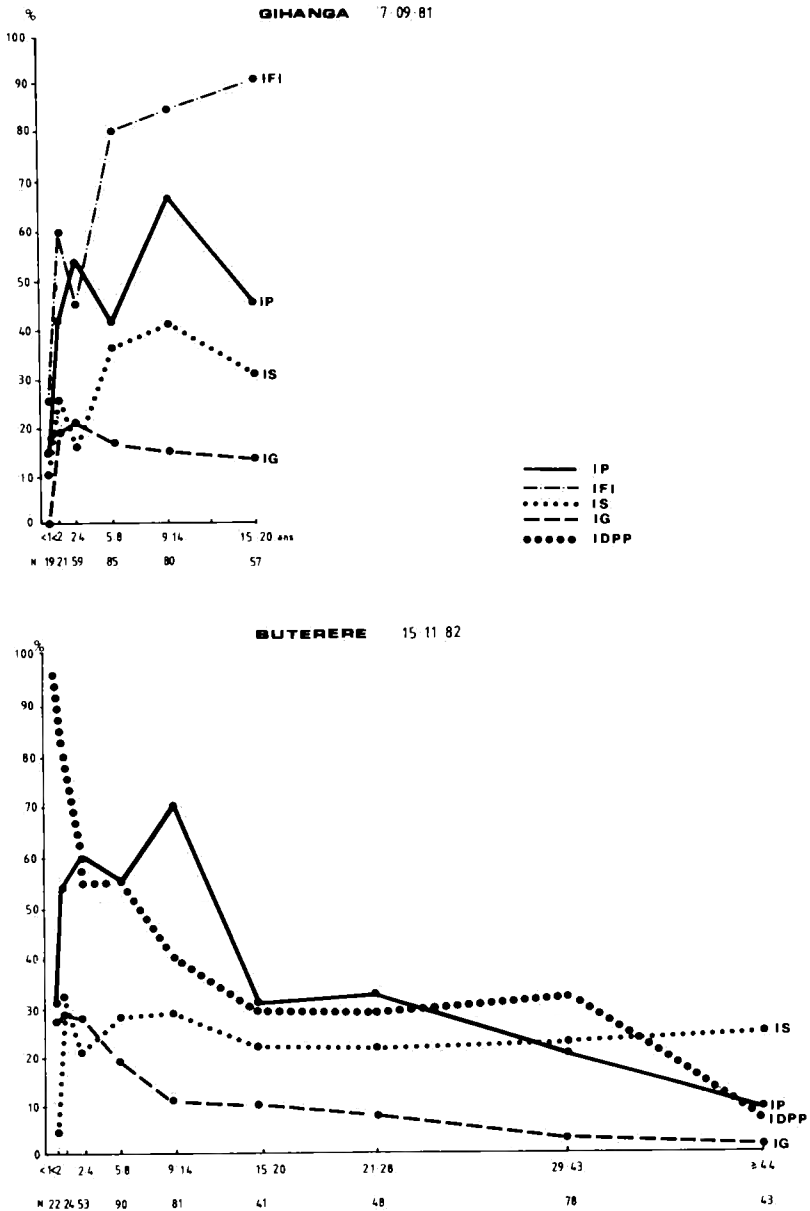 %
GIHANGA 7·09·81
100
90
80
70
60
50
40
30
20
10
0
IFI
IP
IS
IG
<1 <2 2·4 5·8 9·14 15·20 ans
N 19 21 59 85 80 57
IP
IFI
IS
IG
IDPP
BUTERERE 15·11·82
%
100
90
80
70
60
50
40
30
20
10
0
IS
IP
IDPP
IG
<1 <2 2·4 5·8 9·14 15·20 21·28 29·43 ≥44
N 22 24 53 90 81 41 48 78 43